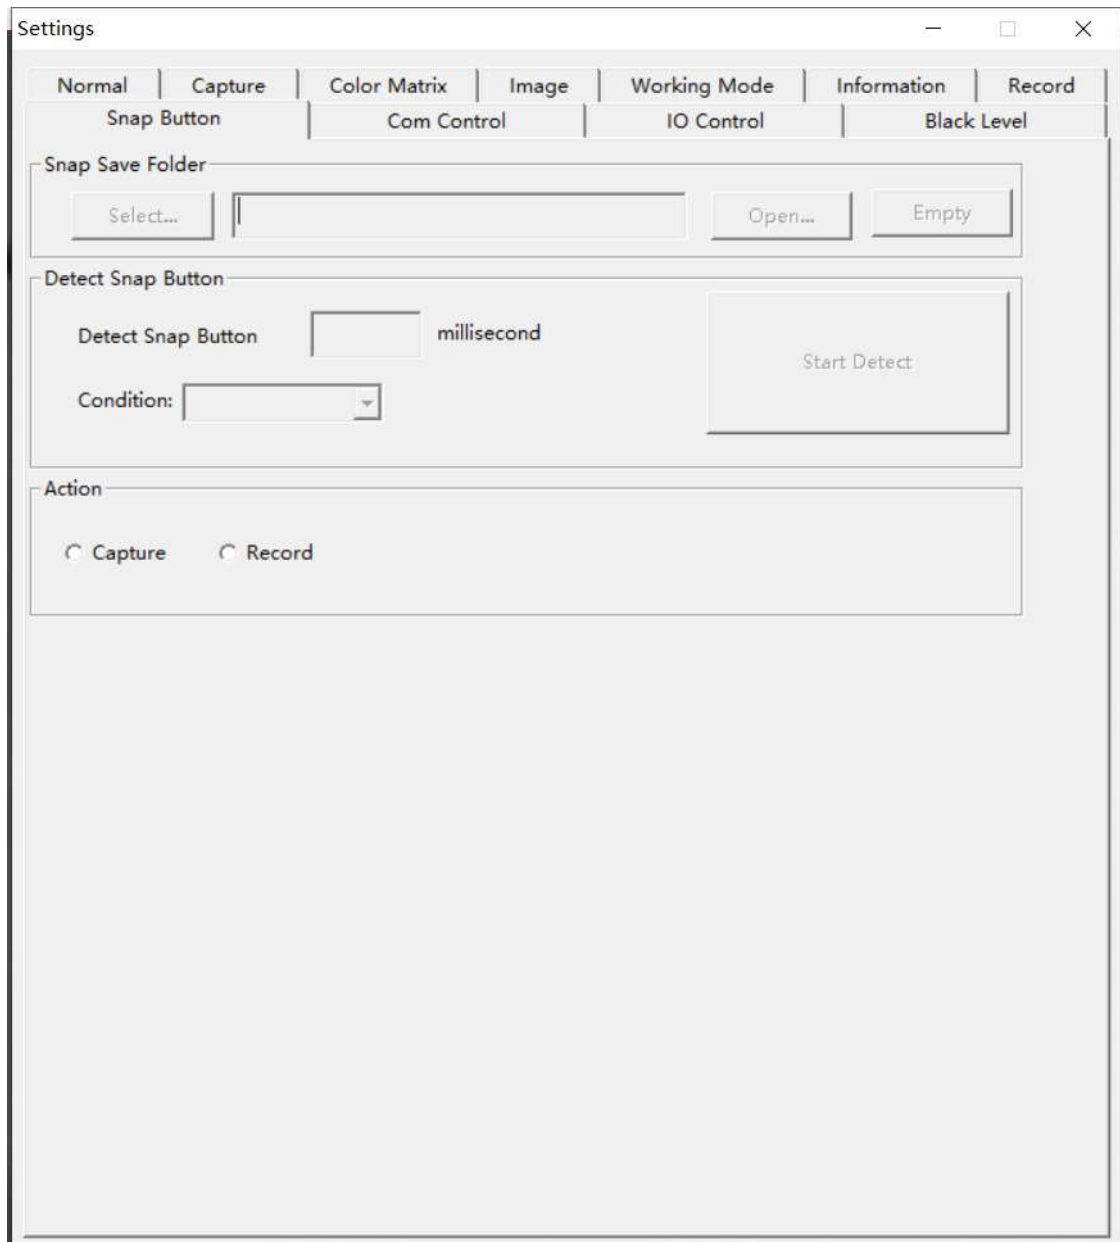 Settings
Normal Capture Color Matrix Image Working Mode Information Record
Snap Button Com Control IO Control Black Level
Snap Save Folder
Select... Open... Empty
Detect Snap Button
Detect Snap Button millisecond
Start Detect
Condition:
Action
Capture Record